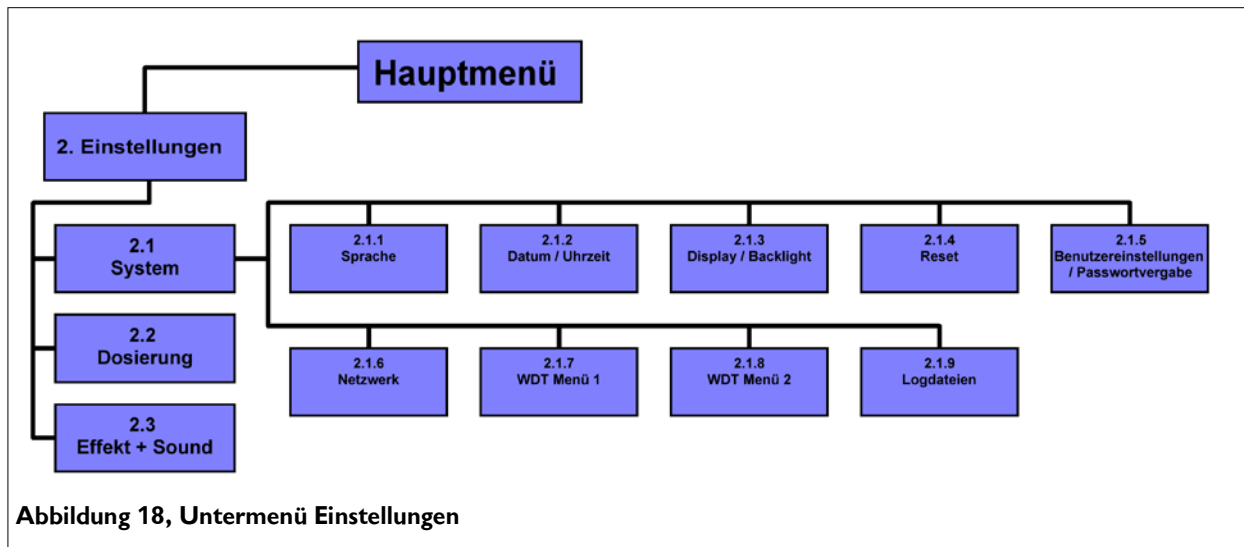 Hauptmenü
2. Einstellungen
2.1
System
2.1.1
Sprache
2.1.2
Datum / Uhrzeit
2.1.3
Display / Backlight
2.1.4
Reset
2.1.5
Benutzereinstellungen
/ Passwortvergabe
2.1.6
Netzwerk
2.1.7
WDT Menü 1
2.1.8
WDT Menü 2
2.1.9
Logdateien
2.2
Dosierung
2.3
Effekt + Sound
Abbildung 18, Untermenü Einstellungen